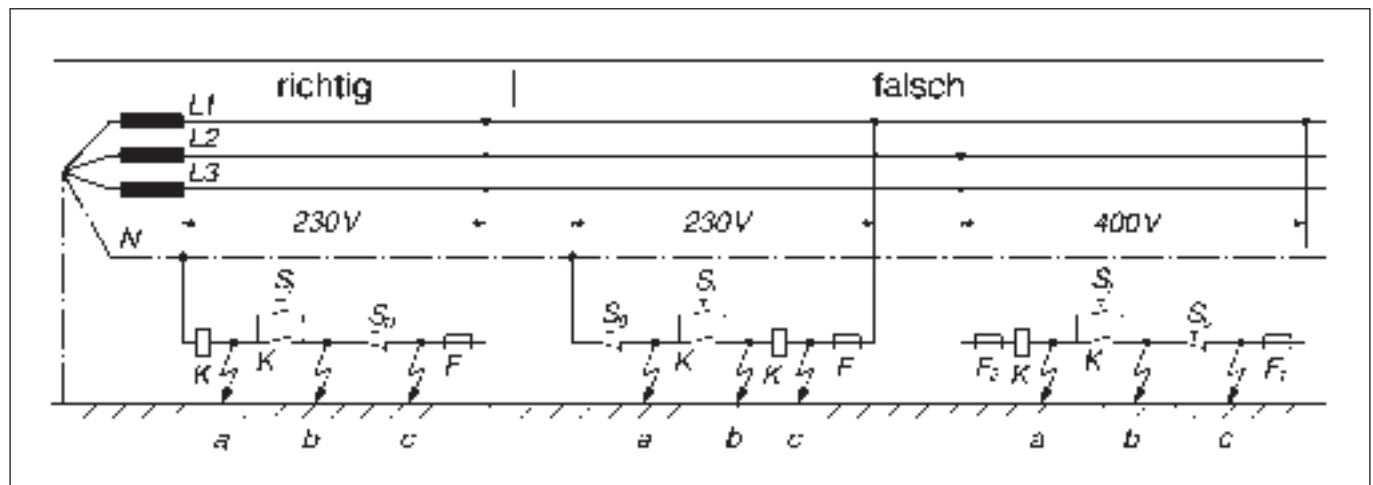 richtig falsch
L1
L2
L3
N 230V 230V 400V
K K F K K F K F
a b c a b c a b c